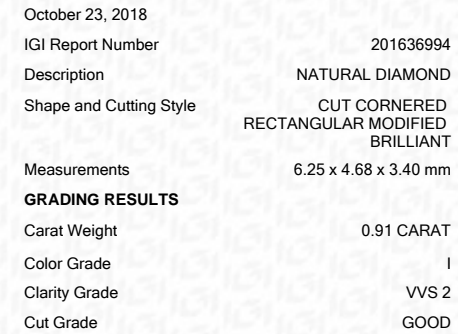 October 23, 2018
IGI Report Number 201636994
Description NATURAL DIAMOND
Shape and Cutting Style CUT CORNERED
RECTANGULAR MODIFIED
BRILLIANT
Measurements 6.25 x 4.68 x 3.40 mm
GRADING RESULTS
Carat Weight 0.91 CARAT
Color Grade I
Clarity Grade VVS 2
Cut Grade GOOD